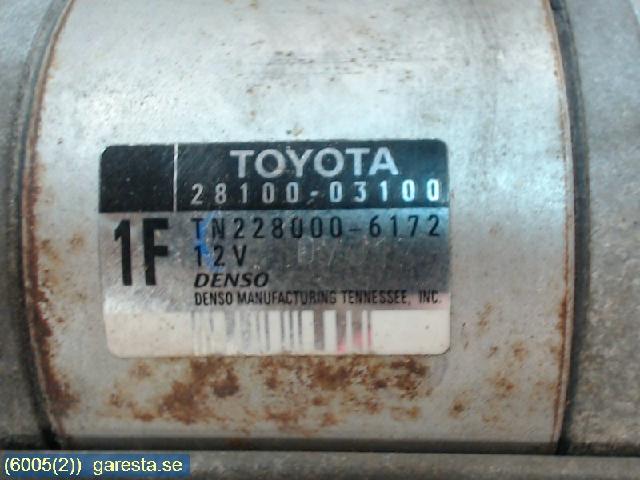 TOYOTA
28100-03100
1F
TN228000-6172
12V
DENSO
DENSO MANUFACTURING TENNESSEE, INC.
(6005(2)) garesta.se